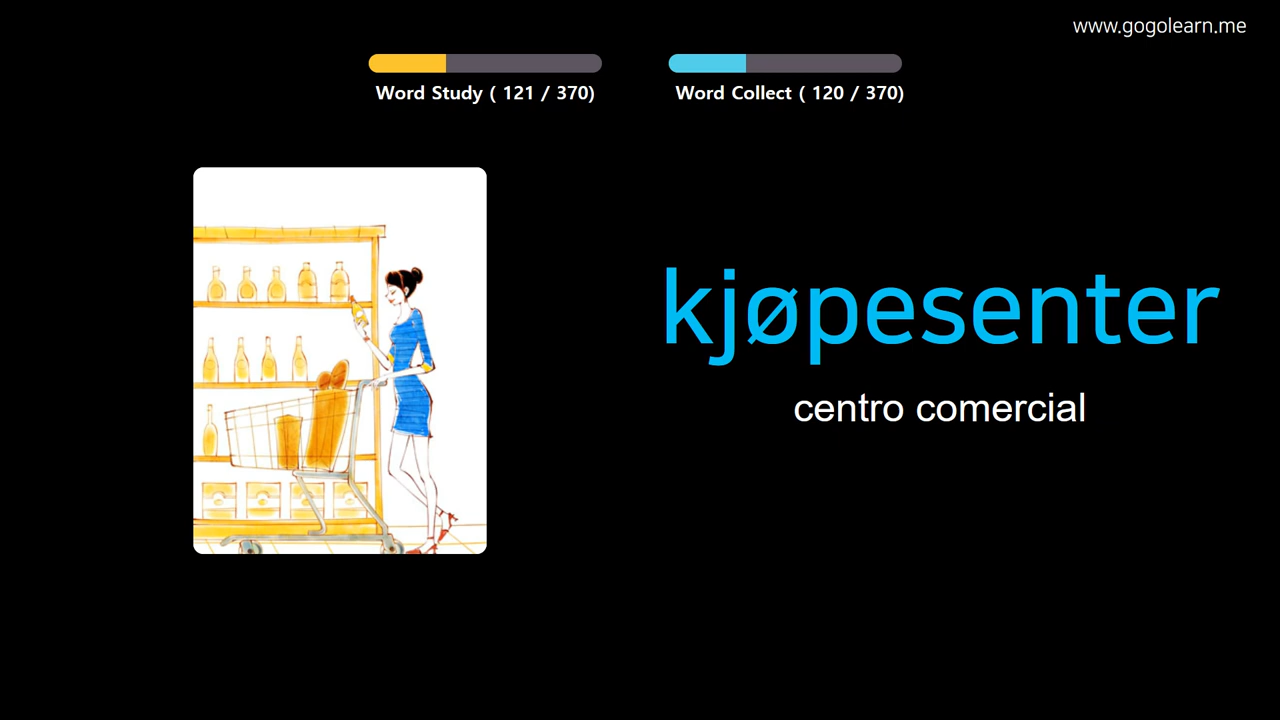 www.gogolearn.me
Word Study ( 121 / 370)
Word Collect ( 120 / 370)
kjøpesenter
centro comercial